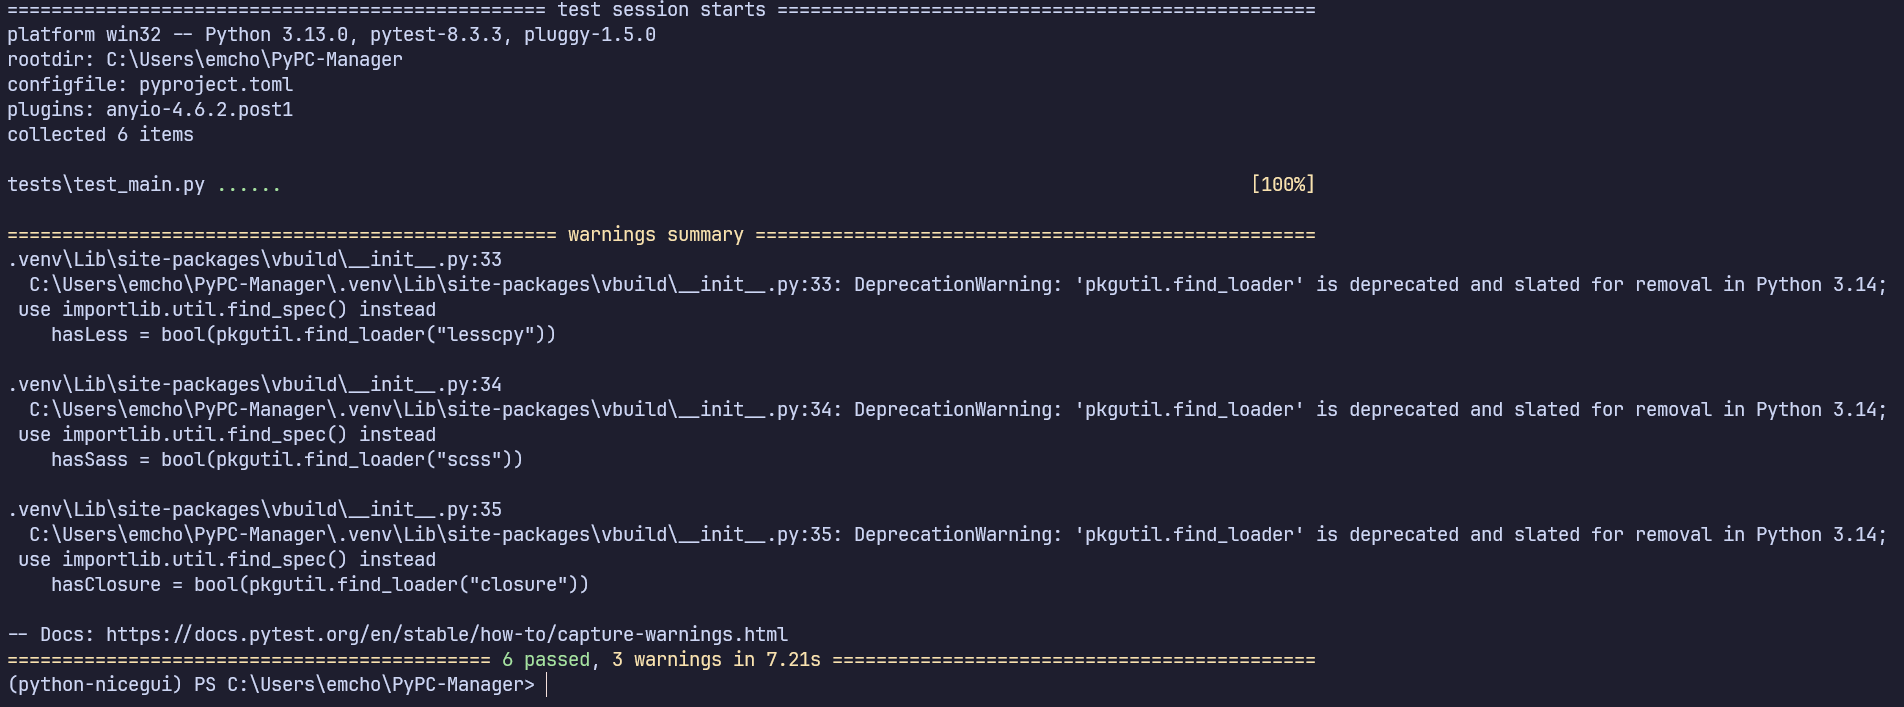 ================================================= test session starts =================================================
platform win32 -- Python 3.13.0, pytest-8.3.3, pluggy-1.5.0
rootdir: C:\Users\emcho\PyPC-Manager
configfile: pyproject.toml
plugins: anyio-4.6.2.post1
collected 6 items
tests\test_main.py ...... [100%]
================================================== warnings summary ===================================================
.venv\Lib\site-packages\vbuild\__init__.py:33
C:\Users\emcho\PyPC-Manager\.venv\Lib\site-packages\vbuild\__init__.py:33: DeprecationWarning: 'pkgutil.find_loader' is deprecated and slated for removal in Python 3.14;
use importlib.util.find_spec() instead
hasLess = bool(pkgutil.find_loader("lesscpy"))
.venv\Lib\site-packages\vbuild\__init__.py:34
C:\Users\emcho\PyPC-Manager\.venv\Lib\site-packages\vbuild\__init__.py:34: DeprecationWarning: 'pkgutil.find_loader' is deprecated and slated for removal in Python 3.14;
use importlib.util.find_spec() instead
hasSass = bool(pkgutil.find_loader("scss"))
.venv\Lib\site-packages\vbuild\__init__.py:35
C:\Users\emcho\PyPC-Manager\.venv\Lib\site-packages\vbuild\__init__.py:35: DeprecationWarning: 'pkgutil.find_loader' is deprecated and slated for removal in Python 3.14;
use importlib.util.find_spec() instead
hasClosure = bool(pkgutil.find_loader("closure"))
-- Docs: https://docs.pytest.org/en/stable/how-to/capture-warnings.html
============================================ 6 passed, 3 warnings in 7.21s ============================================
(python-nicegui) PS C:\Users\emcho\PyPC-Manager>